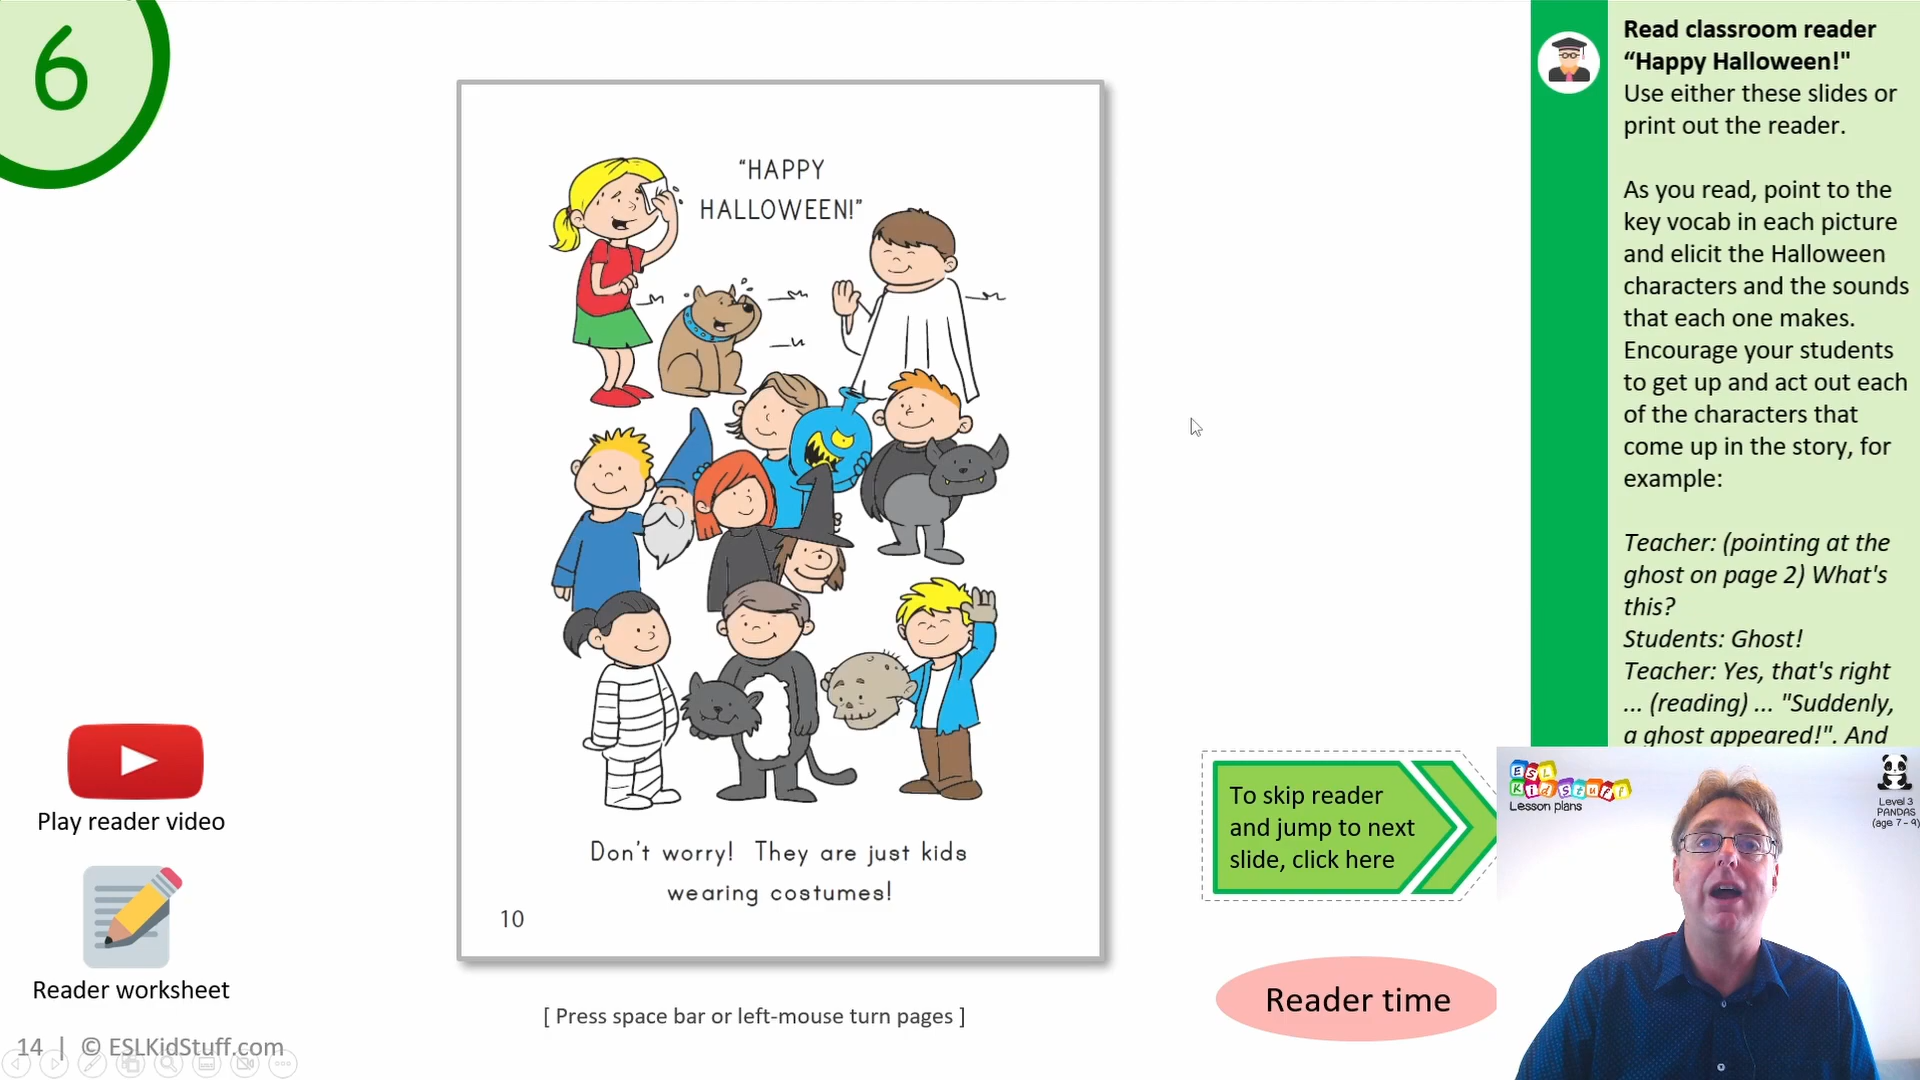 6
“HAPPY
HALLOWEEN!”
Don't worry! They are just kids
wearing costumes!
10
[ Press space bar or left-mouse turn pages ]
Play reader video
Reader worksheet
14 | © ESLKidStuff.com
Read classroom reader
“Happy Halloween!"
Use either these slides or
print out the reader.
As you read, point to the
key vocab in each picture
and elicit the Halloween
characters and the sounds
that each one makes.
Encourage your students
to get up and act out each
of the characters that
come up in the story, for
example:
Teacher: (pointing at the
ghost on page 2) What's
this?
Students: Ghost!
Teacher: Yes, that's right
... (reading) ... "Suddenly,
a ghost appeared!". And
To skip reader
and jump to next
slide, click here
Reader time
ESL
KidStuff
Lesson plans
Level 3
PANDAS
(age 7 - 9)